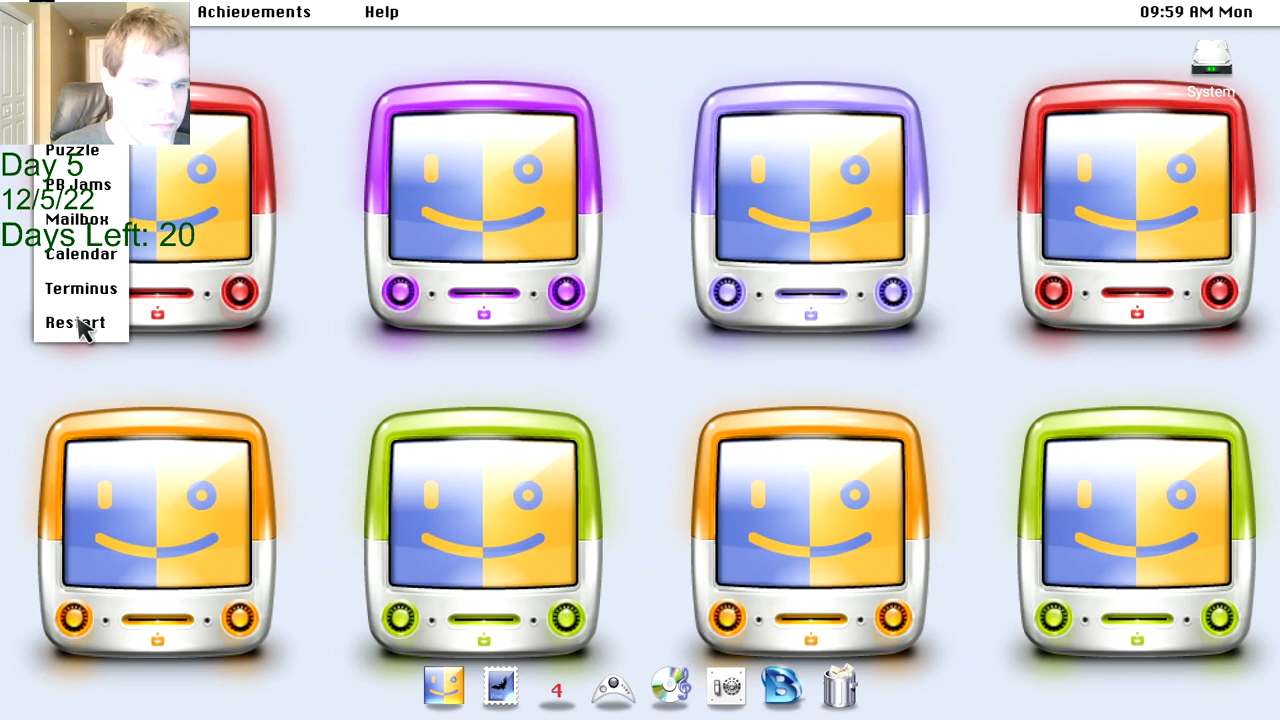 Achievements Help 09:59 AM Mon
System
Puzzle
Day 5
PB Jams
12/5/22
Mailbox
Days Left: 20
Calendar
Terminus
Restart
4